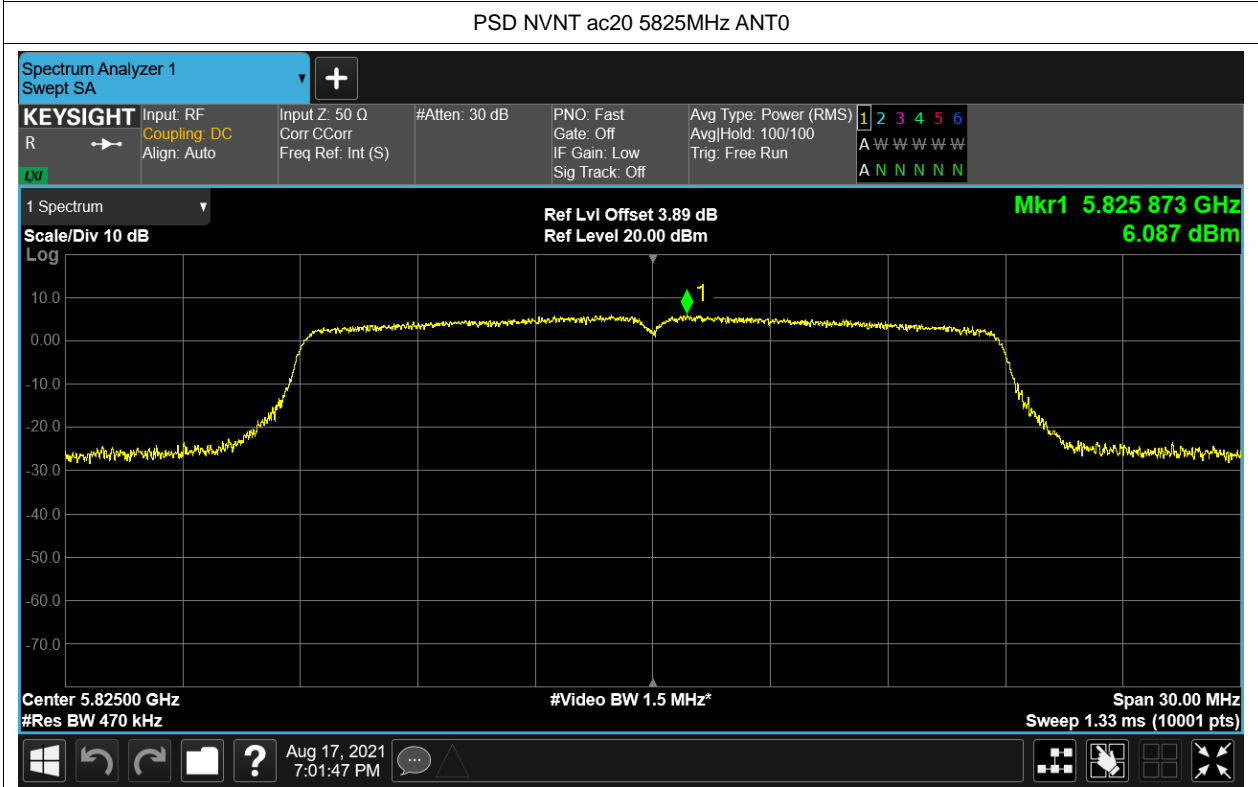 PSD NVNT ac20 5825MHz ANT0
Spectrum Analyzer 1
Swept SA
KEYSIGHT
R
LXI
Input: RF
Coupling: DC
Align: Auto
Input Z: 50 Ω
Corr CCorr
Freq Ref: Int (S)
#Atten: 30 dB
PNO: Fast
Gate: Off
IF Gain: Low
Sig Track: Off
Avg Type: Power (RMS)
Avg|Hold: 100/100
Trig: Free Run
1 2 3 4 5 6
A W W W W W
A N N N N N
1 Spectrum
Scale/Div 10 dB
Ref Lvl Offset 3.89 dB
Ref Level 20.00 dBm
Mkr1 5.825 873 GHz
6.087 dBm
Log
1
10.0
0.00
-10.0
-20.0
-30.0
-40.0
-50.0
-60.0
-70.0
Center 5.82500 GHz
#Res BW 470 kHz
#Video BW 1.5 MHz*
Span 30.00 MHz
Sweep 1.33 ms (10001 pts)
?
Aug 17, 2021
7:01:47 PM